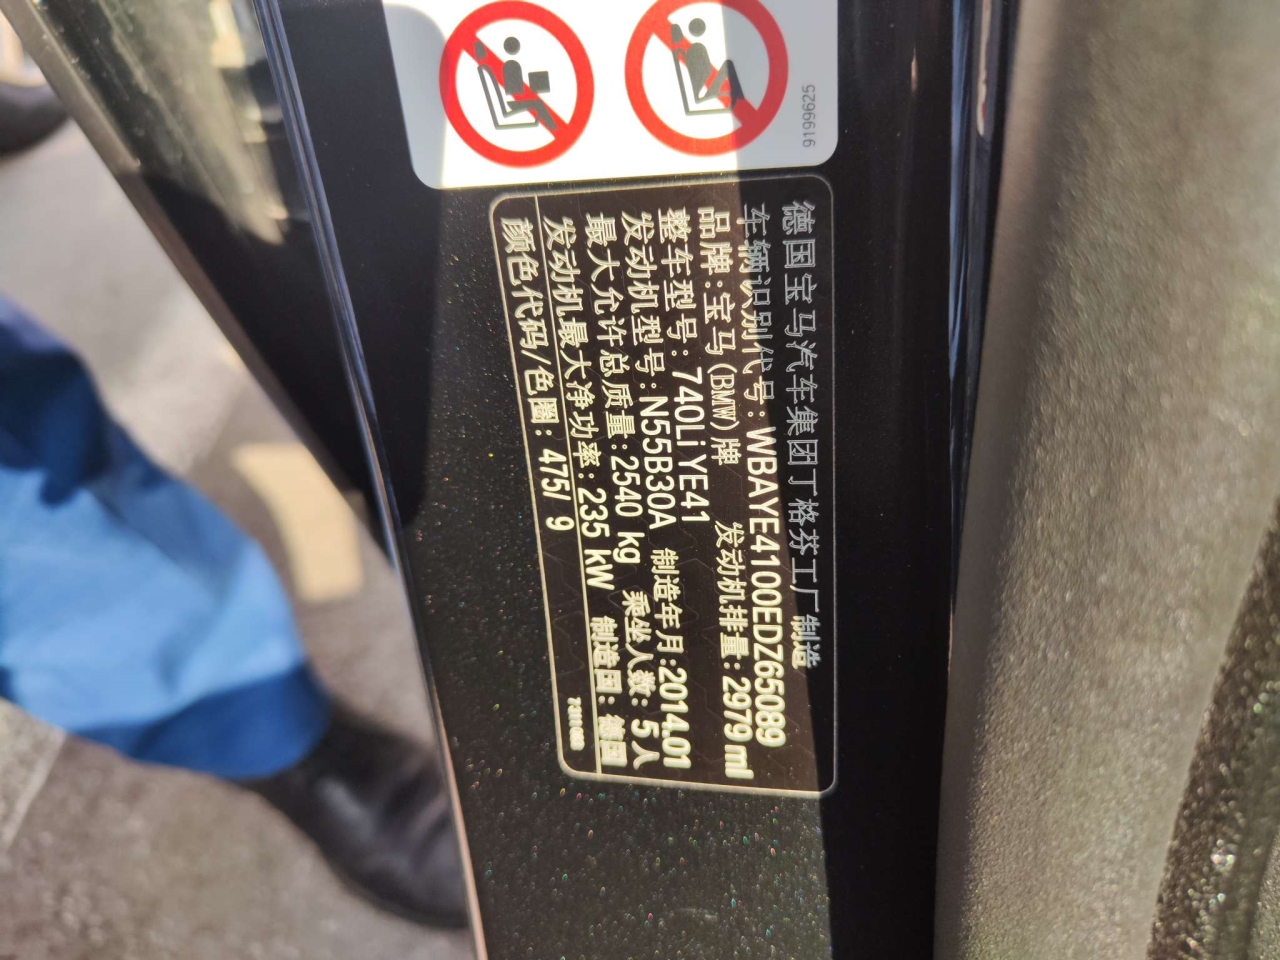 9199625
德国宝马汽车集团丁格芬工厂制造
车辆识别代号:WBAYE4100EDZ65089
品牌:宝马(BMW)牌 发动机排量:2979 ml
整车型号:740Li YE41
发动机型号:N55B30A 制造年月:2014.01
最大允许总质量:2540 kg 乘坐人数:5人
发动机最大净功率:235 kW 制造国:德国
颜色代码/色圈:475/ 9